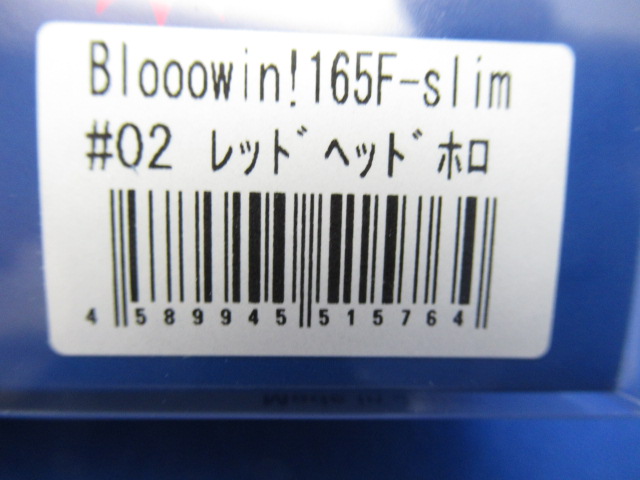 Blooowin!165F-slim
#02 ﾚｯﾄﾞﾍｯﾄﾞﾎﾛ
4 589945 515764